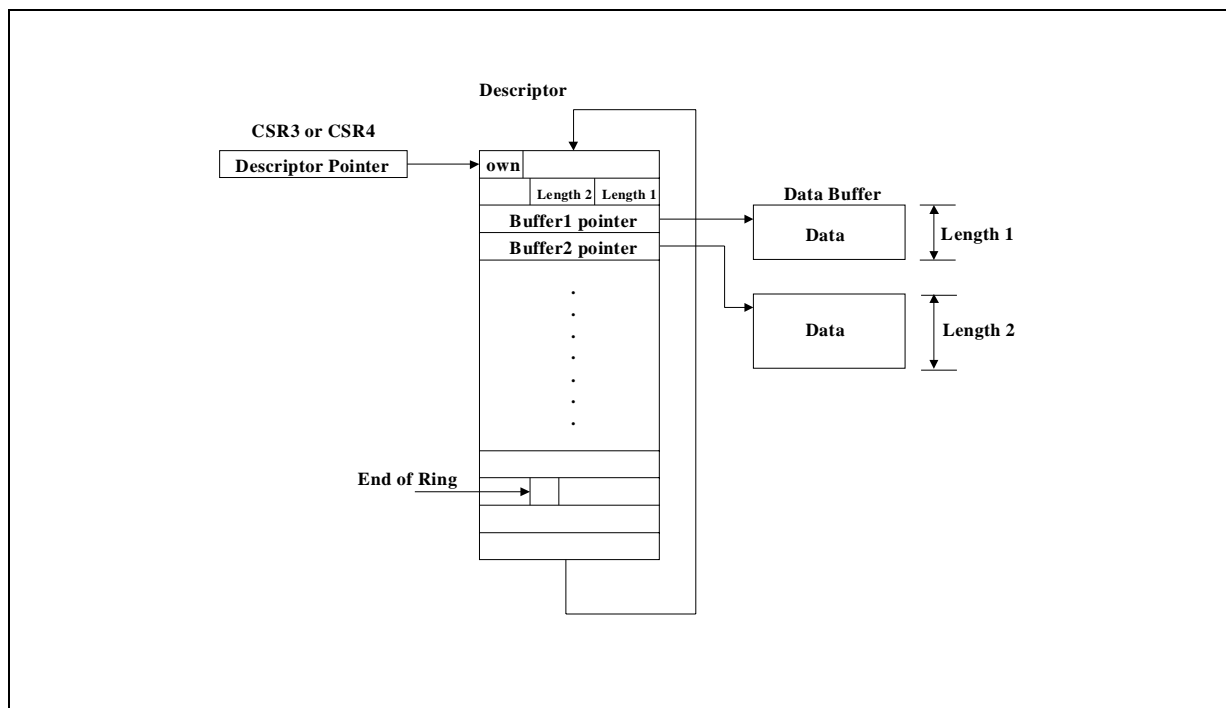 Descriptor
CSR3 or CSR4
Descriptor Pointer
own
Length 2
Length 1
Buffer1 pointer
Buffer2 pointer
Data Buffer
Data
Length 1
Data
Length 2
End of Ring